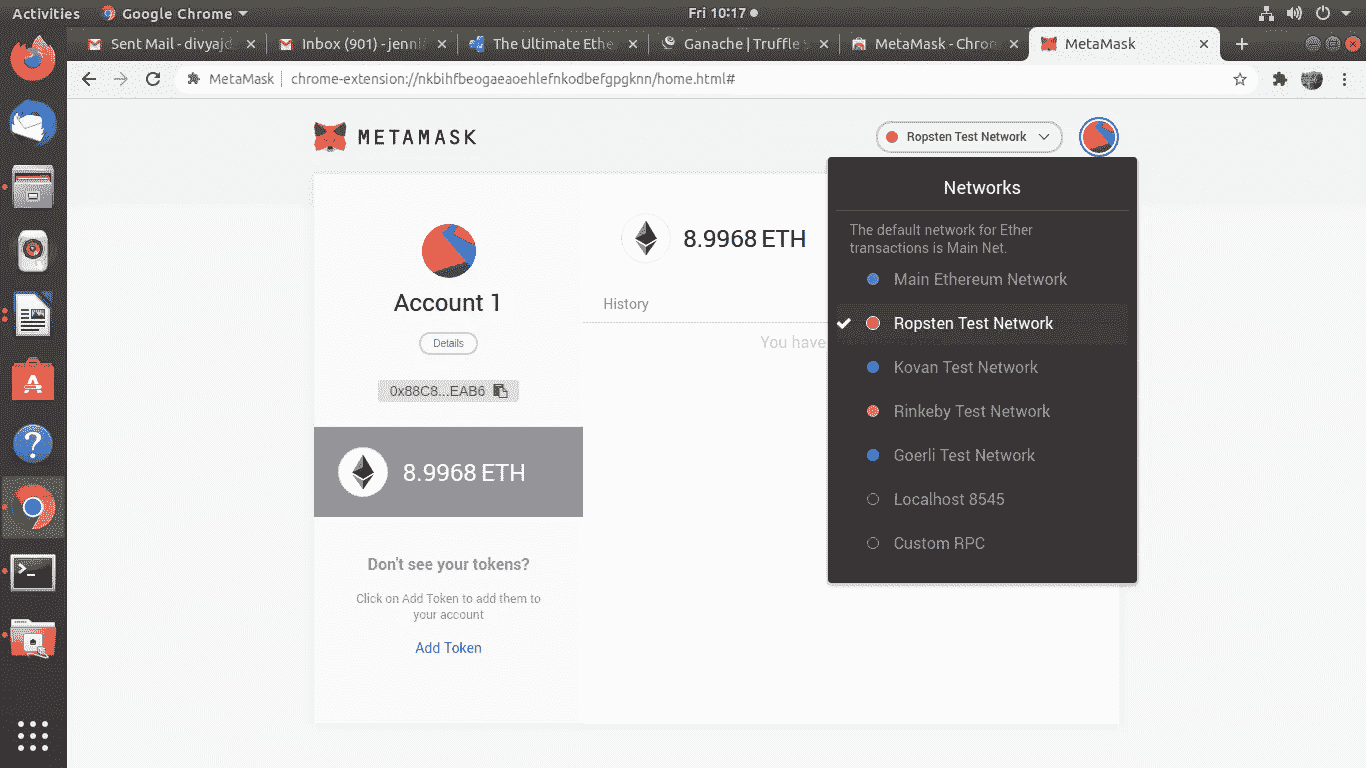 Activities
Google Chrome
Fri 10:17
Sent Mail - divyajd
Inbox (901) - jennl
The Ultimate Ethe
Ganache | Truffle
MetaMask - Chron
MetaMask
MetaMask
chrome-extension://nkbihfbeogaeaoehlefnkodbefgpgknn/home.html#
METAMASK
Ropsten Test Network
Account 1
Details
0x88C8...EAB6
8.9968 ETH
Don't see your tokens?
Click on Add Token to add them to
your account
Add Token
8.9968 ETH
History
You have
Networks
The default network for Ether
transactions is Main Net.
Main Ethereum Network
Ropsten Test Network
Kovan Test Network
Rinkeby Test Network
Goerli Test Network
Localhost 8545
Custom RPC